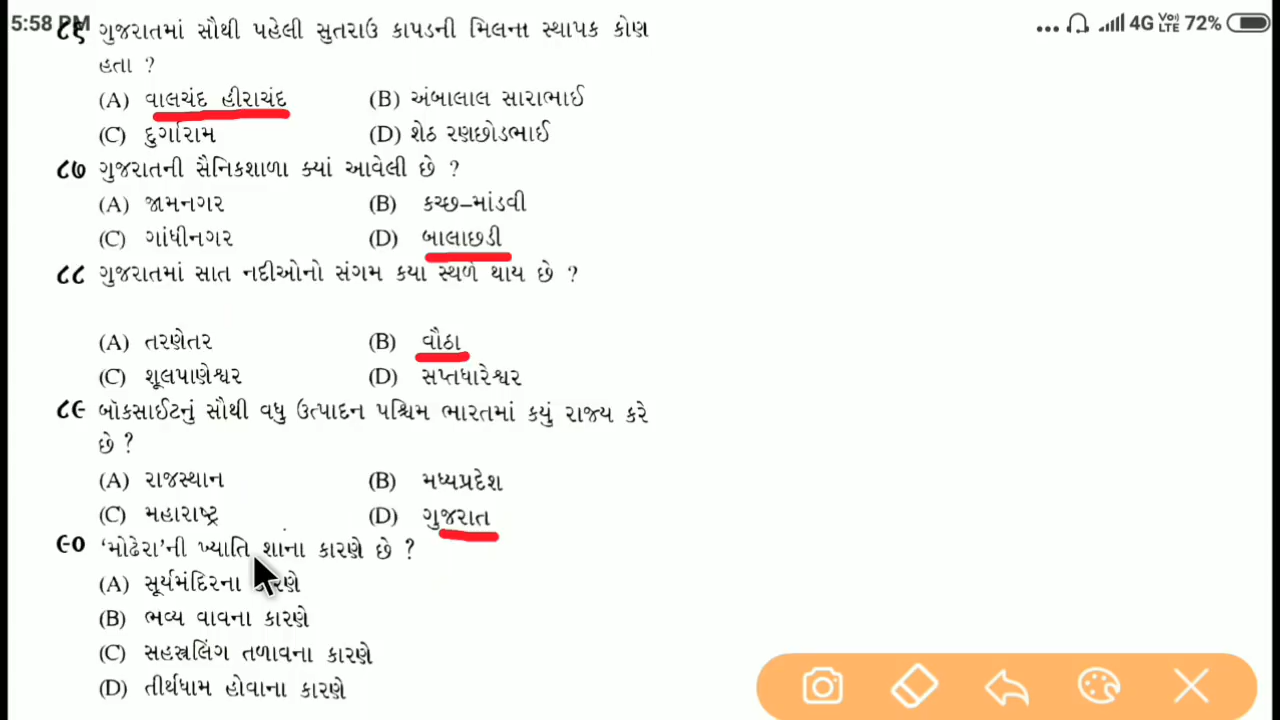 5:58 PM
... 4G Vo) LTE 72%
૮૬ ગુજરાતમાં સૌથી પહેલી સુતરાઉ કાપડની મિલના સ્થાપક કોણ
હતા ?
(A) વાલચંદ હીરાચંદ (B) અંબાલાલ સારાભાઈ
(C) દુર્ગારામ (D) શેઠ રણછોડભાઈ
૮૭ ગુજરાતની સૈનિકશાળા ક્યાં આવેલી છે ?
(A) જામનગર (B) કચ્છ–માંડવી
(C) ગાંધીનગર (D) બાલાછડી
૮૮ ગુજરાતમાં સાત નદીઓનો સંગમ કયા સ્થળે થાય છે ?
(A) તરણેતર (B) વૌઠા
(C) શૂલપાણેશ્વર (D) સપ્તધારેશ્વર
૮૯ બૉકસાઈટનું સૌથી વધુ ઉત્પાદન પશ્ચિમ ભારતમાં કયું રાજ્ય કરે
છે ?
(A) રાજસ્થાન (B) મધ્યપ્રદેશ
(C) મહારાષ્ટ્ર (D) ગુજરાત
૯૦ ‘મોઢેરા’ની ખ્યાતિ શાના કારણે છે ?
(A) સૂર્યમંદિરના કારણે
(B) ભવ્ય વાવના કારણે
(C) સહસ્ત્રલિંગ તળાવના કારણે
(D) તીર્થધામ હોવાના કારણે